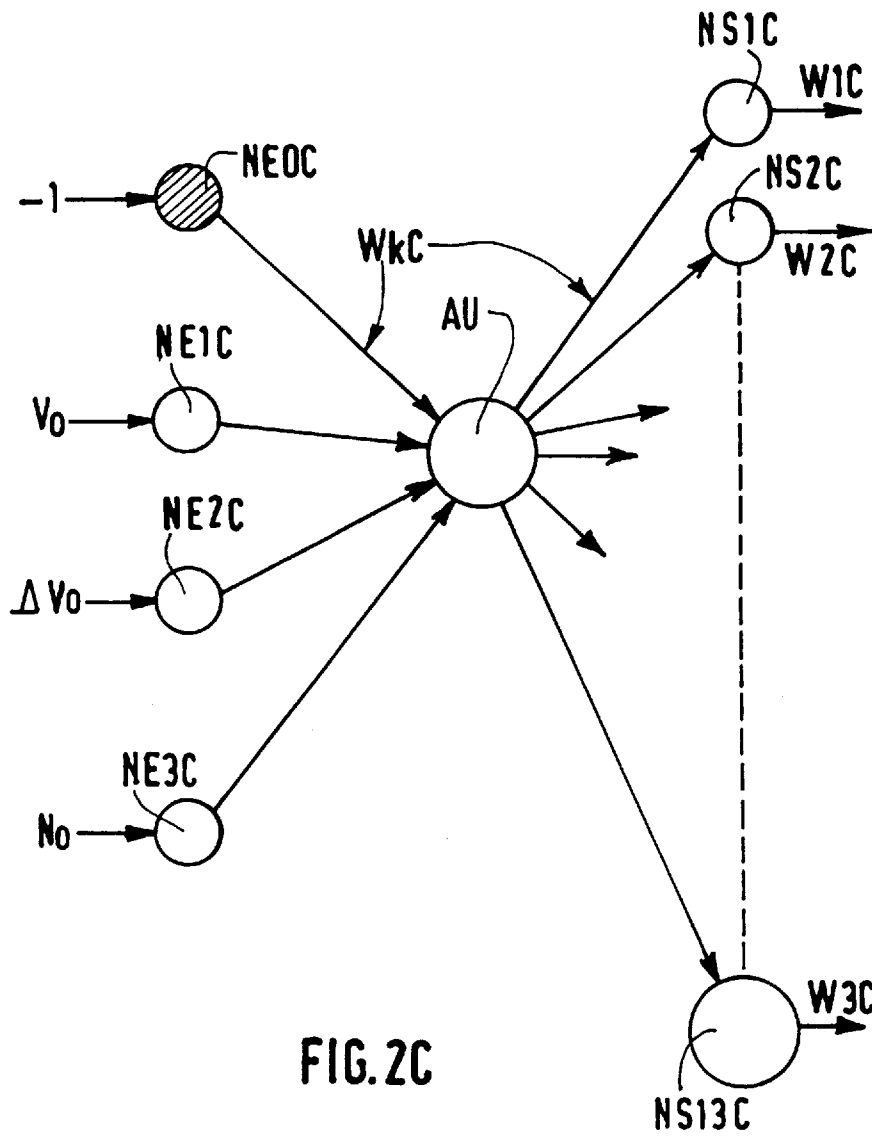 NS1C
W1C
NE0C
-1
NS2C
WkC
W2C
AU
NE1C
V0
NE2C
ΔV0
NE3C
N0
W3C
FIG.2C
NS13C